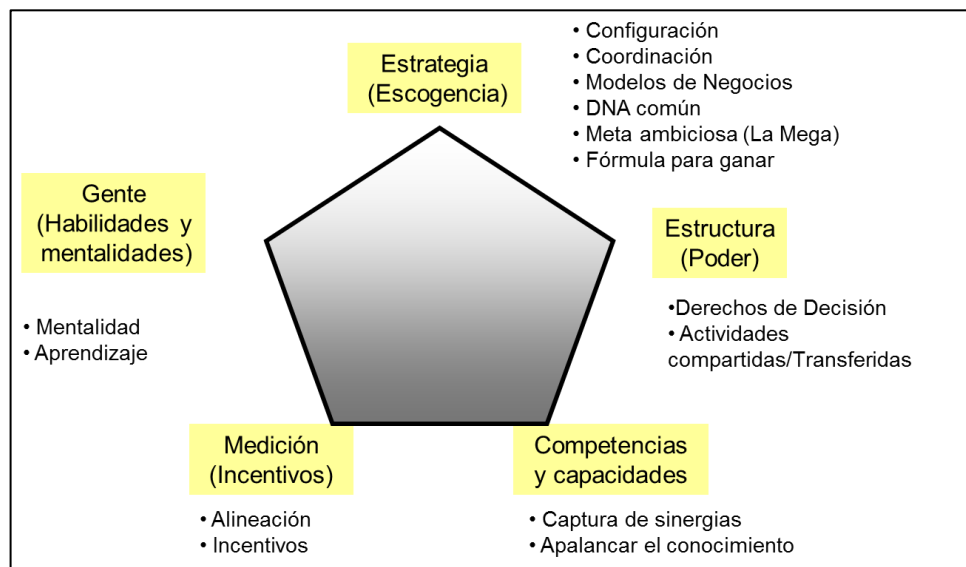 Estrategia
(Escogencia)
• Configuración
• Coordinación
• Modelos de Negocios
• DNA común
• Meta ambiciosa (La Mega)
• Fórmula para ganar
Gente
(Habilidades y
mentalidades)
• Mentalidad
• Aprendizaje
Estructura
(Poder)
•Derechos de Decisión
• Actividades
compartidas/Transferidas
Medición
(Incentivos)
• Alineación
• Incentivos
Competencias
y capacidades
• Captura de sinergias
• Apalancar el conocimiento